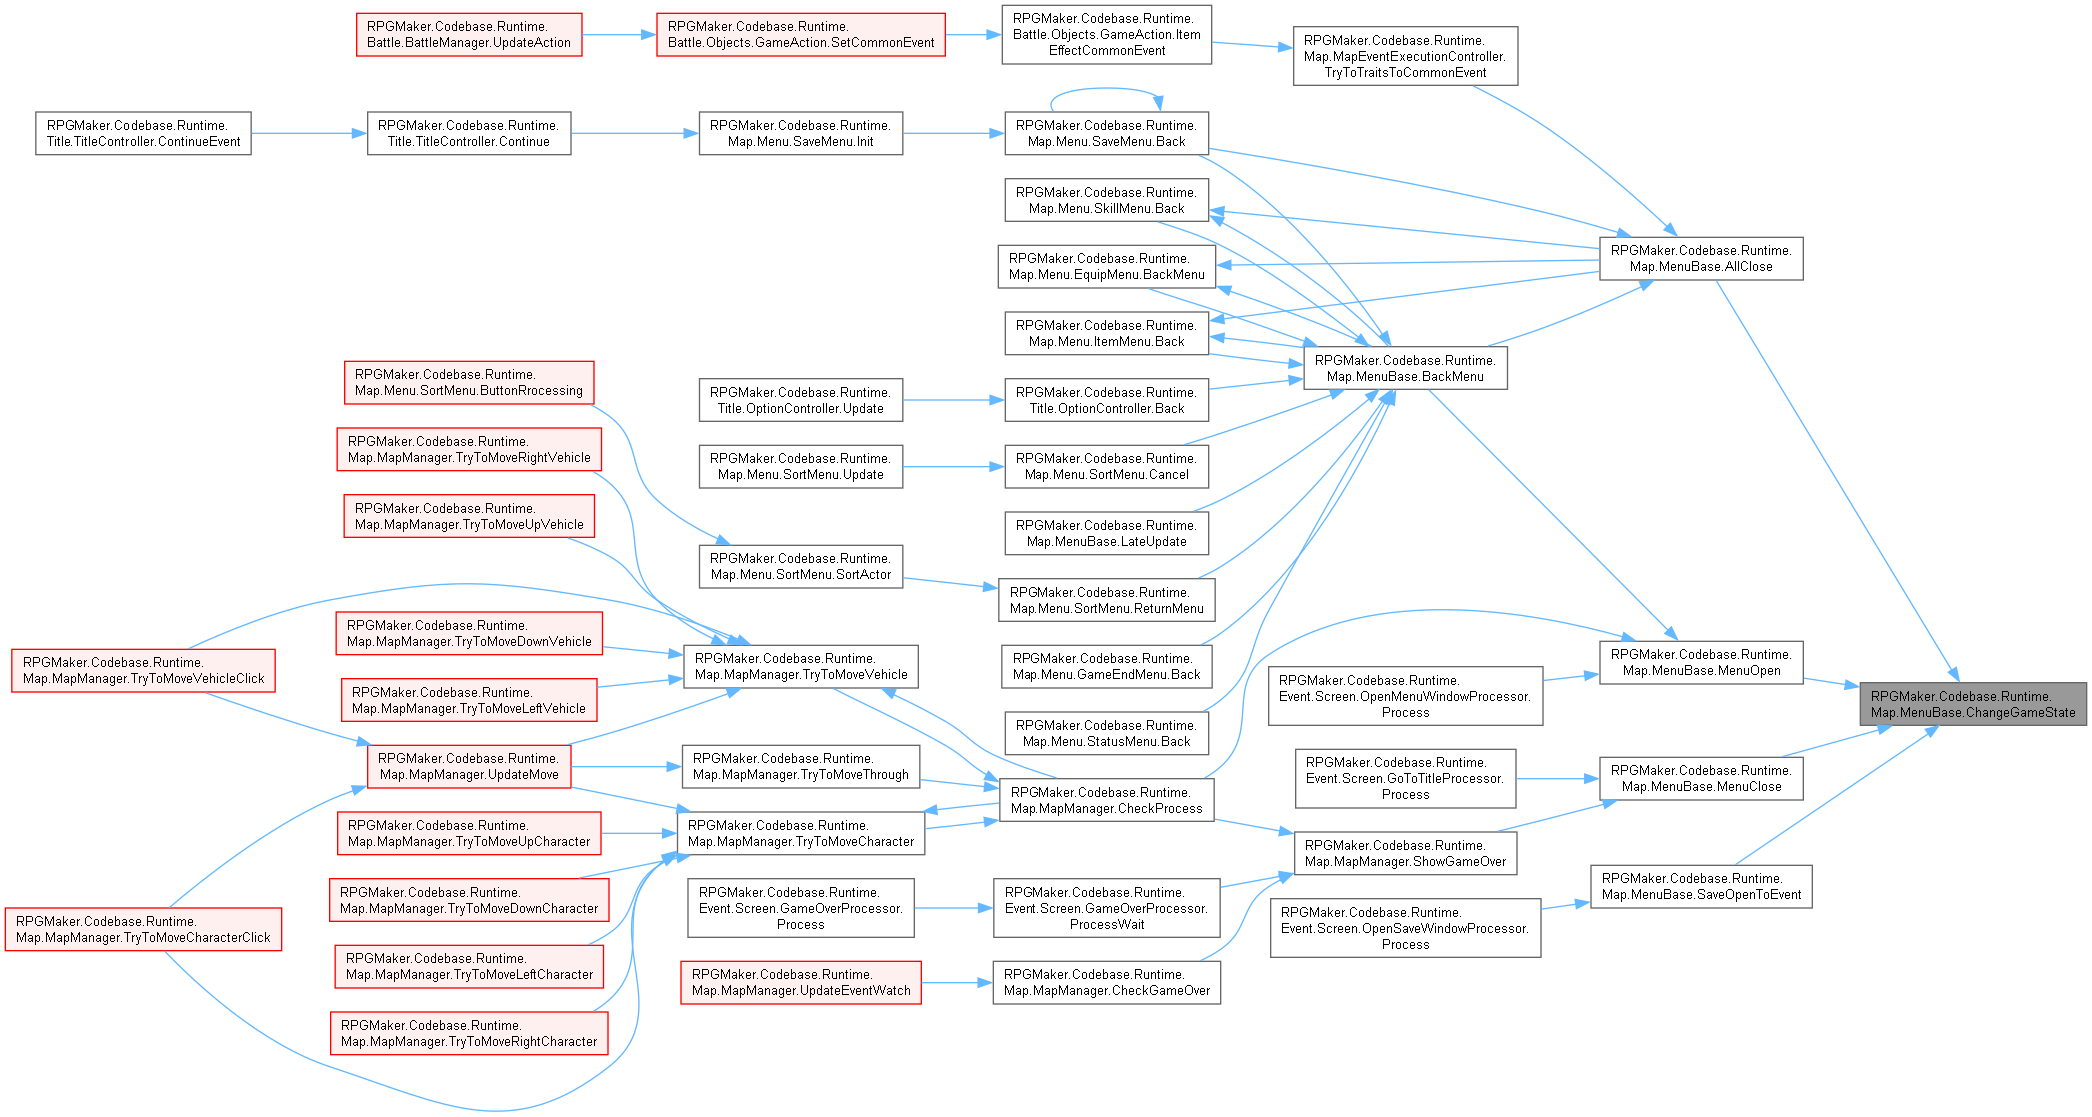 RPGMaker.Codebase.Runtime.
Battle.BattleManager.UpdateAction
RPGMaker.Codebase.Runtime.
Battle.Objects.GameAction.SetCommonEvent
RPGMaker.Codebase.Runtime.
Battle.Objects.GameAction.Item
EffectCommonEvent
RPGMaker.Codebase.Runtime.
Map.MapEventExecutionController.
TryToTraitsToCommonEvent
RPGMaker.Codebase.Runtime.
Title.TitleController.ContinueEvent
RPGMaker.Codebase.Runtime.
Title.TitleController.Continue
RPGMaker.Codebase.Runtime.
Map.Menu.SaveMenu.Init
RPGMaker.Codebase.Runtime.
Map.Menu.SaveMenu.Back
RPGMaker.Codebase.Runtime.
Map.Menu.SkillMenu.Back
RPGMaker.Codebase.Runtime.
Map.MenuBase.AllClose
RPGMaker.Codebase.Runtime.
Map.Menu.EquipMenu.BackMenu
RPGMaker.Codebase.Runtime.
Map.Menu.ItemMenu.Back
RPGMaker.Codebase.Runtime.
Map.MenuBase.BackMenu
RPGMaker.Codebase.Runtime.
Map.Menu.SortMenu.ButtonRrocessing
RPGMaker.Codebase.Runtime.
Title.OptionController.Update
RPGMaker.Codebase.Runtime.
Title.OptionController.Back
RPGMaker.Codebase.Runtime.
Map.MapManager.TryToMoveRightVehicle
RPGMaker.Codebase.Runtime.
Map.Menu.SortMenu.Update
RPGMaker.Codebase.Runtime.
Map.Menu.SortMenu.Cancel
RPGMaker.Codebase.Runtime.
Map.MapManager.TryToMoveUpVehicle
RPGMaker.Codebase.Runtime.
Map.MenuBase.LateUpdate
RPGMaker.Codebase.Runtime.
Map.Menu.SortMenu.SortActor
RPGMaker.Codebase.Runtime.
Map.Menu.SortMenu.ReturnMenu
RPGMaker.Codebase.Runtime.
Map.MapManager.TryToMoveDownVehicle
RPGMaker.Codebase.Runtime.
Map.MapManager.TryToMoveVehicleClick
RPGMaker.Codebase.Runtime.
Map.MapManager.TryToMoveVehicle
RPGMaker.Codebase.Runtime.
Map.Menu.GameEndMenu.Back
RPGMaker.Codebase.Runtime.
Map.MenuBase.MenuOpen
RPGMaker.Codebase.Runtime.
Map.MapManager.TryToMoveLeftVehicle
RPGMaker.Codebase.Runtime.
Event.Screen.OpenMenuWindowProcessor.
Process
RPGMaker.Codebase.Runtime.
Map.MenuBase.ChangeGameState
RPGMaker.Codebase.Runtime.
Map.Menu.StatusMenu.Back
RPGMaker.Codebase.Runtime.
Map.MapManager.UpdateMove
RPGMaker.Codebase.Runtime.
Map.MapManager.TryToMoveThrough
RPGMaker.Codebase.Runtime.
Event.Screen.GoToTitleProcessor.
Process
RPGMaker.Codebase.Runtime.
Map.MenuBase.MenuClose
RPGMaker.Codebase.Runtime.
Map.MapManager.CheckProcess
RPGMaker.Codebase.Runtime.
Map.MapManager.TryToMoveUpCharacter
RPGMaker.Codebase.Runtime.
Map.MapManager.TryToMoveCharacter
RPGMaker.Codebase.Runtime.
Map.MapManager.ShowGameOver
RPGMaker.Codebase.Runtime.
Map.MenuBase.SaveOpenToEvent
RPGMaker.Codebase.Runtime.
Map.MapManager.TryToMoveDownCharacter
RPGMaker.Codebase.Runtime.
Event.Screen.GameOverProcessor.
Process
RPGMaker.Codebase.Runtime.
Event.Screen.GameOverProcessor.
ProcessWait
RPGMaker.Codebase.Runtime.
Event.Screen.OpenSaveWindowProcessor.
Process
RPGMaker.Codebase.Runtime.
Map.MapManager.TryToMoveCharacterClick
RPGMaker.Codebase.Runtime.
Map.MapManager.TryToMoveLeftCharacter
RPGMaker.Codebase.Runtime.
Map.MapManager.UpdateEventWatch
RPGMaker.Codebase.Runtime.
Map.MapManager.CheckGameOver
RPGMaker.Codebase.Runtime.
Map.MapManager.TryToMoveRightCharacter